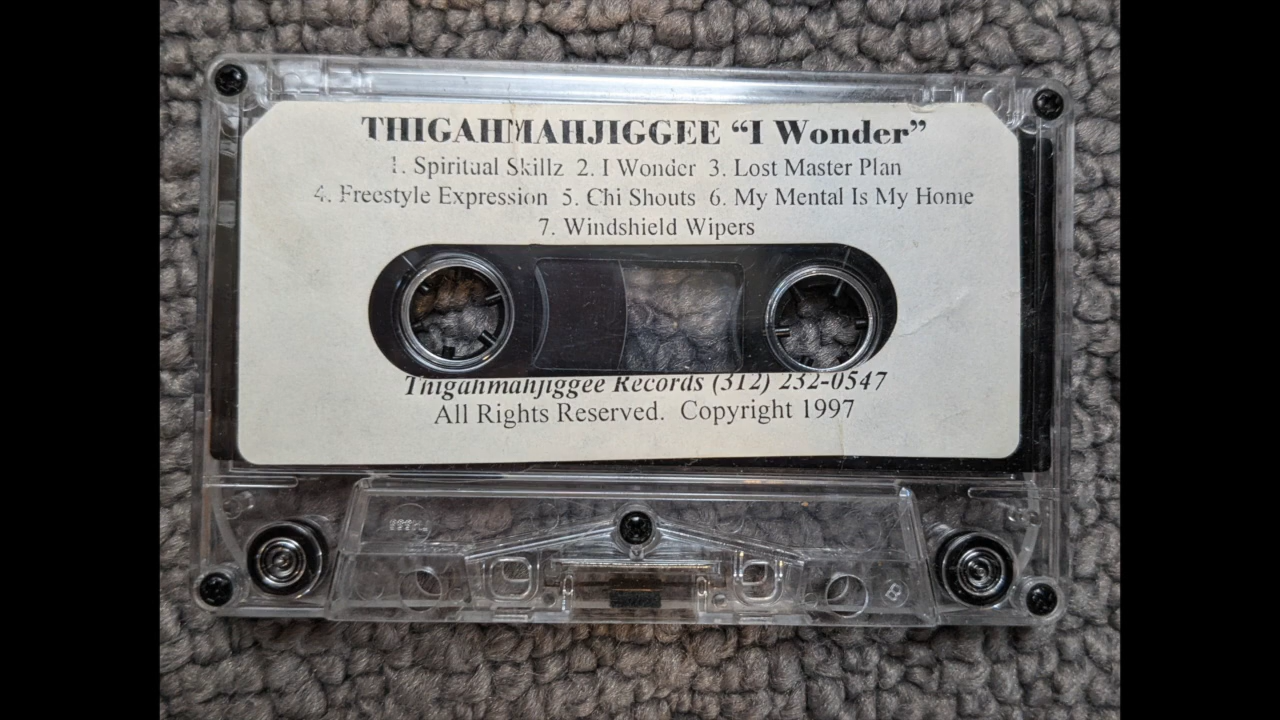 THIGAHMAHJIGGEE “I Wonder”
1. Spiritual Skillz 2. I Wonder 3. Lost Master Plan
4. Freestyle Expression 5. Chi Shouts 6. My Mental Is My Home
7. Windshield Wipers
Thigahmahjiggee Records (312) 232-0547
All Rights Reserved. Copyright 1997
B